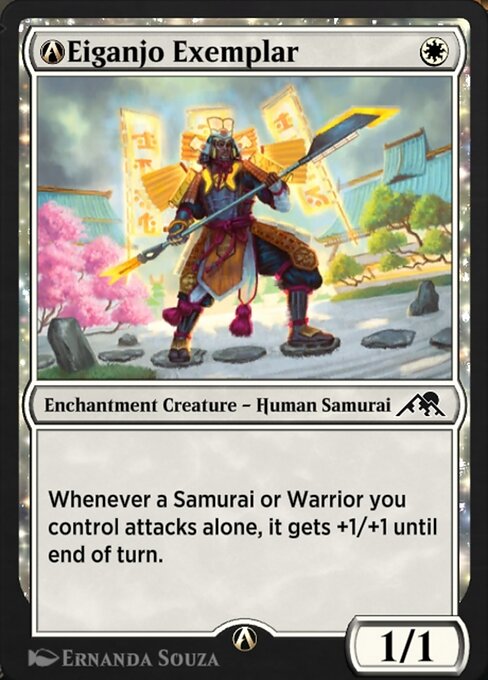 Eiganjo Exemplar
Enchantment Creature – Human Samurai
Whenever a Samurai or Warrior you
control attacks alone, it gets +1/+1 until
end of turn.
1/1
Ernanda Souza